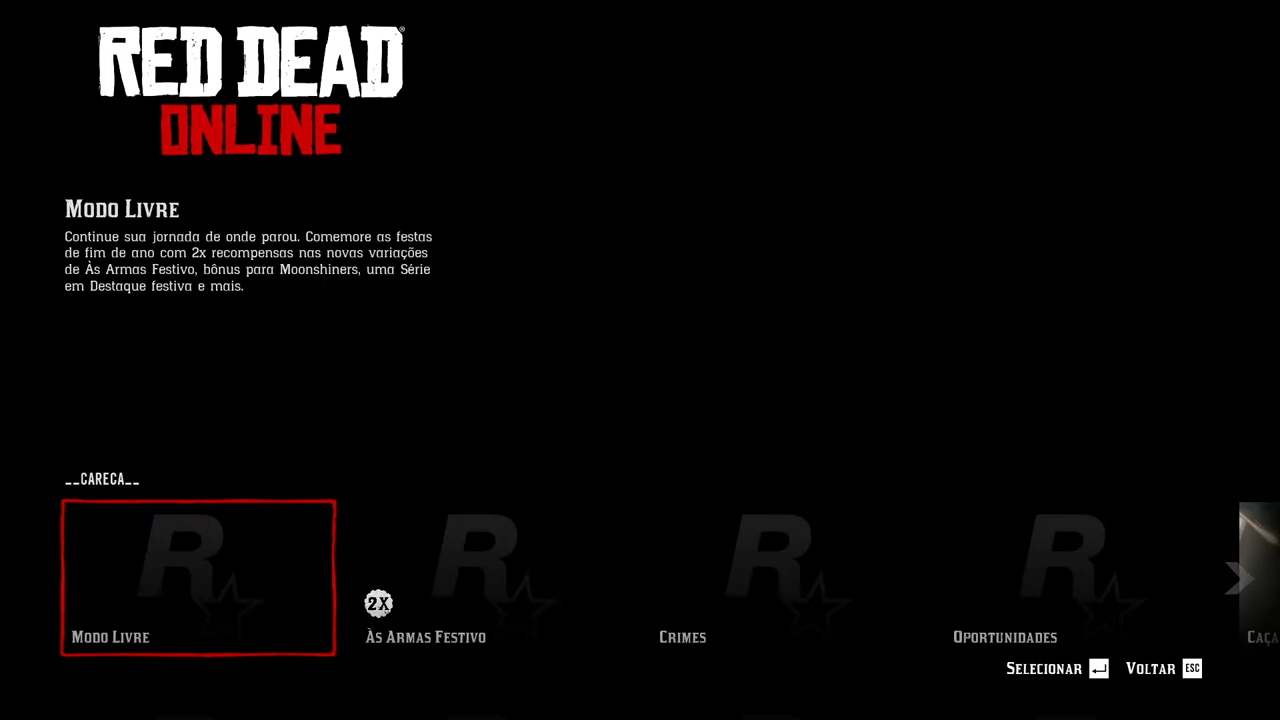 RED DEAD®
ONLINE
MODO LIVRE
Continue sua jornada de onde parou. Comemore as festas
de fim de ano com 2x recompensas nas novas variações
de Às Armas Festivo, bônus para Moonshiners, uma Série
em Destaque festiva e mais.
__CARECA__
R R R R
2X
MODO LIVRE ÀS ARMAS FESTIVO CRIMES OPORTUNIDADES CAÇA
SELECIONAR VOLTAR ESC